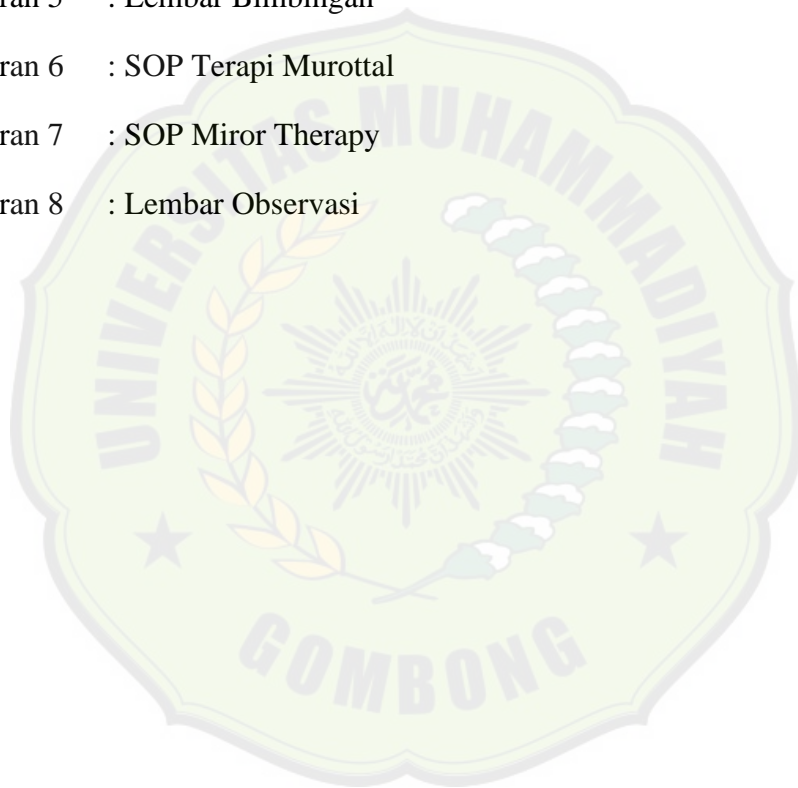 ran 5 : Lembar Bimbingan
ran 6 : SOP Terapi Murottal
ran 7 : SOP Miror Therapy
ran 8 : Lembar Observasi
UNIVERSITAS MUHAMMADIYAH
GOMBONG